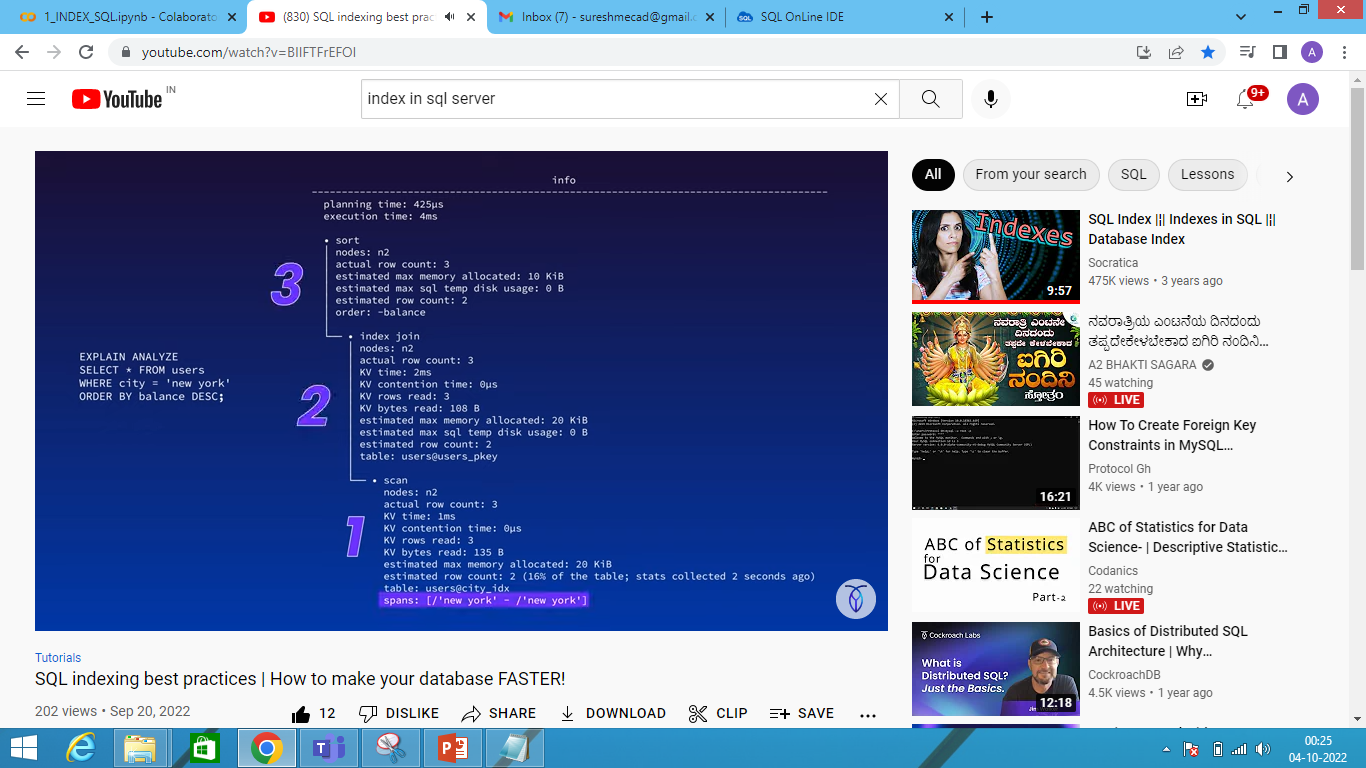 1_INDEX_SQL.ipynb - Colaborato
(830) SQL indexing best prac
Inbox (7) - sureshmecad@gmail.c
SQL OnLine IDE
youtube.com/watch?v=BIlFTFrEFOI
A
YouTube IN
index in sql server
9+
A
info
planning time: 425μs
execution time: 4ms
• sort
nodes: n2
actual row count: 3
estimated max memory allocated: 10 KiB
estimated max sql temp disk usage: 0 B
estimated row count: 2
order: -balance
3
• index join
nodes: n2
actual row count: 3
KV time: 2ms
KV contention time: 0μs
KV rows read: 3
KV bytes read: 108 B
estimated max memory allocated: 20 KiB
estimated max sql temp disk usage: 0 B
estimated row count: 2
table: users@users_pkey
2
EXPLAIN ANALYZE
SELECT * FROM users
WHERE city = 'new york'
ORDER BY balance DESC;
• scan
nodes: n2
actual row count: 3
KV time: 1ms
KV contention time: 0μs
KV rows read: 3
KV bytes read: 135 B
estimated max memory allocated: 20 KiB
estimated row count: 2 (16% of the table; stats collected 2 seconds ago)
table: users@city_idx
spans: [/'new york' - /'new york']
1
Tutorials
SQL indexing best practices | How to make your database FASTER!
202 views • Sep 20, 2022
12
DISLIKE
SHARE
DOWNLOAD
CLIP
SAVE
All
From your search
SQL
Lessons
Indexes
9:57
SQL Index |¦| Indexes in SQL |¦|
Database Index
Socratica
475K views • 3 years ago
ನವರಾತ್ರಿ ಎಂಟನೇ ದಿನದಂದು
ತಪ್ಪದೇ ಕೇಳಬೇಕಾದ
ಐಗಿರಿ
ನಂದಿನಿ
ಸ್ತೋತ್ರಂ
ನವರಾತ್ರಿಯ ಎಂಟನೆಯ ದಿನದಂದು
ತಪ್ಪದೇಕೇಳಬೇಕಾದ ಐಗಿರಿ ನಂದಿನಿ...
A2 BHAKTI SAGARA
45 watching
LIVE
16:21
How To Create Foreign Key
Constraints in MySQL...
Protocol Gh
4K views • 1 year ago
ABC of Statistics
for
Data Science
Part-2
ABC of Statistics for Data
Science- | Descriptive Statistic...
Codanics
22 watching
LIVE
Cockroach Labs
What is
Distributed SQL?
Just the Basics.
12:18
Basics of Distributed SQL
Architecture | Why...
CockroachDB
4.5K views • 1 year ago
00:25
04-10-2022